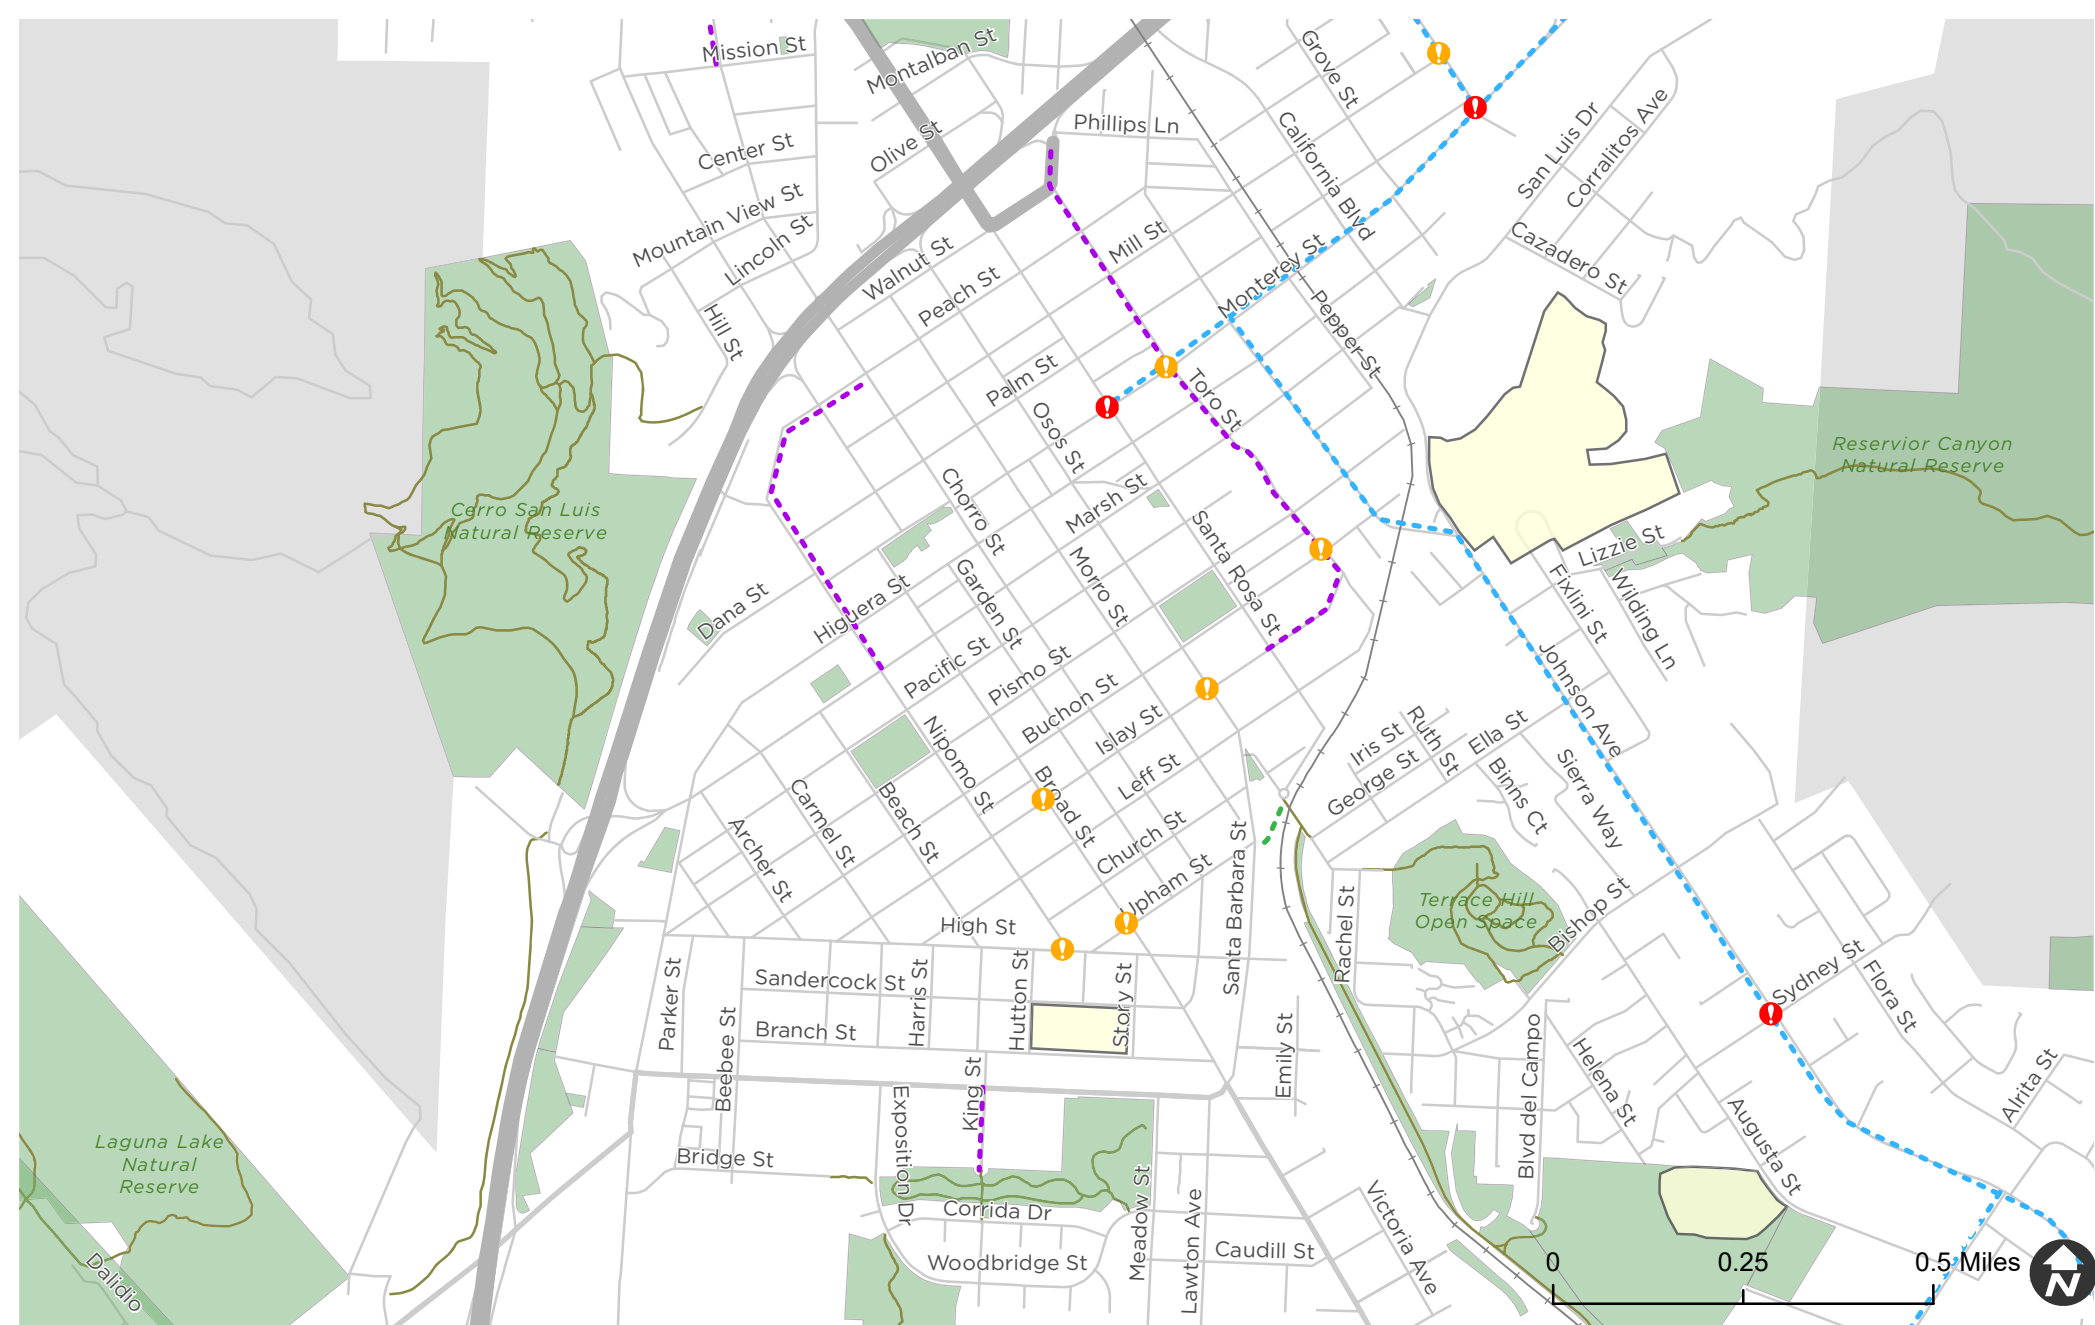 Mission St
Montalban St
Grove St
Phillips Ln
Center St
Olive St
California Blvd
San Luis Dr
Corralitos Ave
Mountain View St
Lincoln St
Walnut St
Peach St
Mill St
Monterey St
Cazadero St
Hill St
Pepper St
Palm St
Toro St
Osos St
Reservior Canyon
Natural Reserve
Cerro San Luis
Natural Reserve
Chorro St
Marsh St
Santa Rosa St
Lizzie St
Morro St
Garden St
Fixlini St
Wilding Ln
Dana St
Higuera St
Pacific St
Pismo St
Buchon St
Islay St
Johnson Ave
Nipomo St
Iris St
Ruth St
Ella St
George St
Binns Ct
Sierra Way
Leff St
Broad St
Carmel St
Beach St
Archer St
Church St
Upham St
Santa Barbara St
Rachel St
Terrace Hill
Open Space
Bishop St
High St
Sydney St
Flora St
Sandercock St
Parker St
Harris St
Hutton St
Story St
Branch St
Beebee St
Emily St
Blvd del Campo
Helena St
Alrita St
King St
Exposition Dr
Augusta St
Laguna Lake
Natural
Reserve
Bridge St
Corrida Dr
Meadow St
Lawton Ave
Victoria Ave
Woodbridge St
Caudill St
Dalidio
0 0.25 0.5 Miles
N